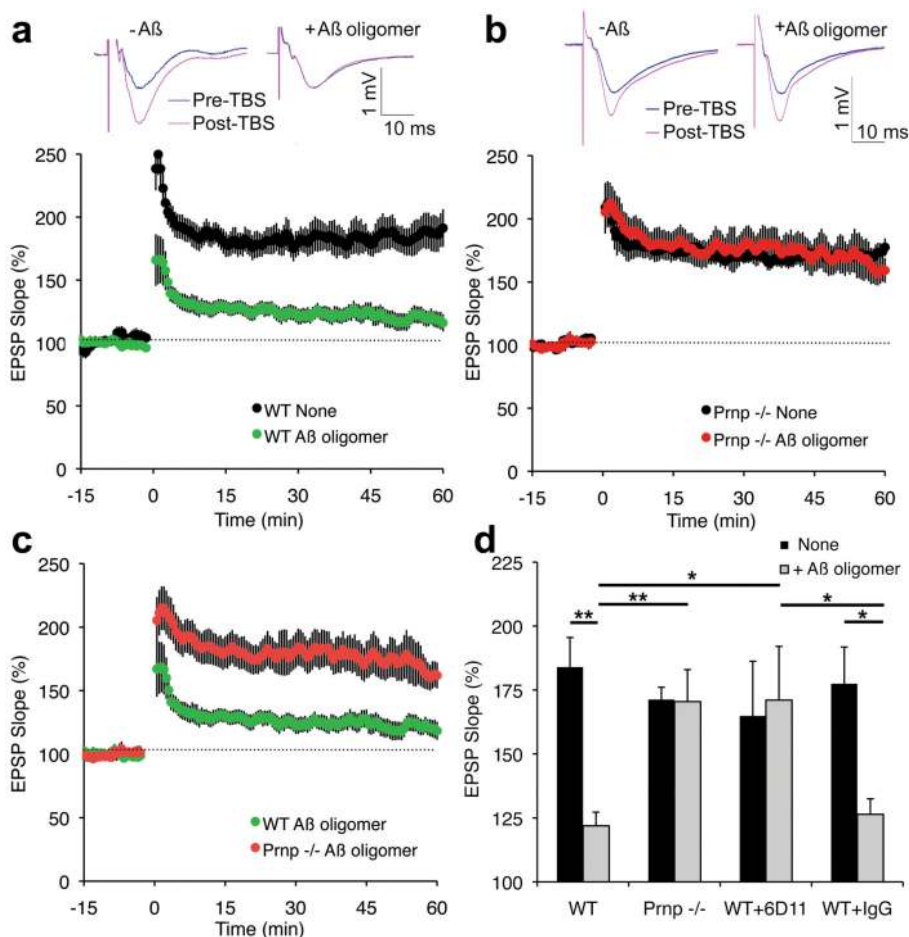 a
- Aß
+Aß oligomer
Pre-TBS
Post-TBS
1 mV
10 ms
EPSP Slope (%)
250
200
150
100
50
0
WT None
WT Aß oligomer
-15
0
15
30
45
60
Time (min)
b
-Aß
+Aß oligomer
Pre-TBS
Post-TBS
1 mV
10 ms
EPSP Slope (%)
250
200
150
100
50
0
Prnp -/- None
Prnp -/- Aß oligomer
-15
0
15
30
45
60
Time (min)
c
EPSP Slope (%)
250
200
150
100
50
0
WT Aß oligomer
Prnp -/- Aß oligomer
-15
0
15
30
45
60
Time (min)
d
None
+ Aß oligomer
EPSP Slope (%)
225
200
175
150
125
100
**
**
*
*
*
WT
Prnp -/-
WT+6D11
WT+IgG